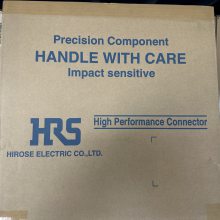 Precision Component
HANDLE WITH CARE
Impact sensitive
HRS
High Performance Connector
HIROSE ELECTRIC CO.,LTD.